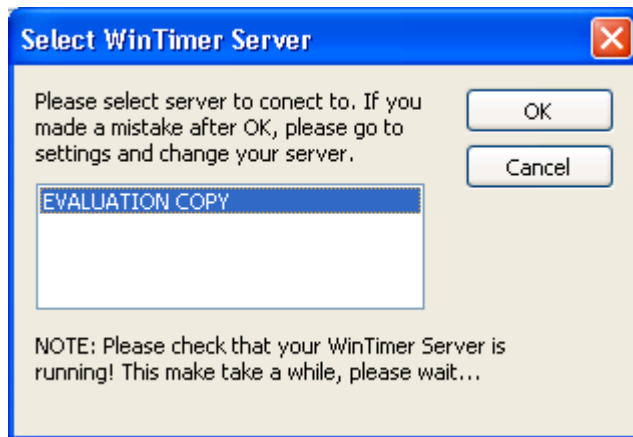 Select WinTimer Server
Please select server to conect to. If you
made a mistake after OK, please go to
settings and change your server.
OK
Cancel
EVALUATION COPY
NOTE: Please check that your WinTimer Server is
running! This make take a while, please wait...